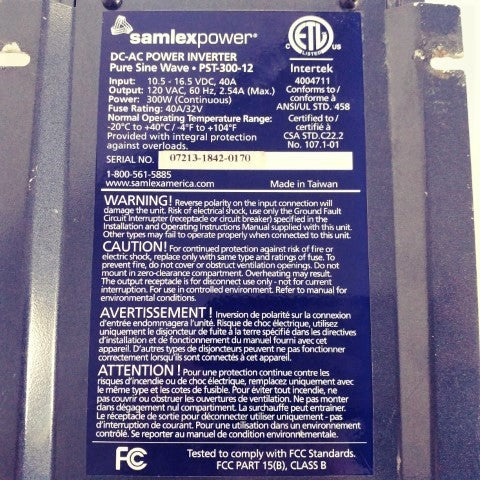 samlexpower®
DC-AC POWER INVERTER
Pure Sine Wave • PST-300-12
Input: 10.5 - 16.5 VDC, 40A
Output: 120 VAC, 60 Hz, 2.54A (Max.)
Power: 300W (Continuous)
Fuse Rating: 40A/32V
Normal Operating Temperature Range:
-20°C to +40°C / -4°F to +104°F
Provided with integral protection
against overloads.
SERIAL NO. 07213-1842-0170
1-800-561-5885
www.samlexamerica.com Made in Taiwan
C ETL LISTED US
Intertek
4004711
Conforms to /
conforme à
ANSI/UL STD. 458
Certified to /
certifié à
CSA STD.C22.2
No. 107.1-01
WARNING! Reverse polarity on the input connection will
damage the unit. Risk of electrical shock, use only the Ground Fault
Circuit Interrupter (receptacle or circuit breaker) specified in the
Installation and Operating Instructions Manual supplied with this unit.
Other types may fail to operate properly when connected to this unit.
CAUTION! For continued protection against risk of fire or
electric shock, replace only with same type and ratings of fuse. To
prevent fire, do not cover or obstruct ventilation openings. Do not
mount in zero-clearance compartment. Overheating may result.
The output receptacle is for disconnect use only - not for current
interruption. For use in controlled environment. Refer to manual for
environmental conditions.
AVERTISSEMENT ! Inversion de polarité sur la connexion
d'entrée endommagera l'unité. Risque de choc électrique, utilisez
uniquement le disjoncteur de fuite à la terre spécifié dans les directives
d'installation et de fonctionnement du manuel fourni avec cet
appareil. D'autres types de disjoncteurs peuvent ne pas fonctionner
correctement lorsqu'ils sont connectés à cet appareil.
ATTENTION ! Pour une protection continue contre les
risques d'incendie ou de choc électrique, remplacez uniquement avec
le même type et les cotes de fusible. Pour éviter tout incendie, ne
pas couvrir ou obstruer les ouvertures de ventilation. Ne pas monter
dans dégagement nul compartiment. La surchauffe peut entraîner.
Le réceptacle de sortie pour déconnecter utiliser uniquement - pas
d'interruption de courant. Pour une utilisation dans un environnement
contrôlé. Se reporter au manuel de condition environnementale.
FC Tested to comply with FCC Standards.
FCC PART 15(B), CLASS B